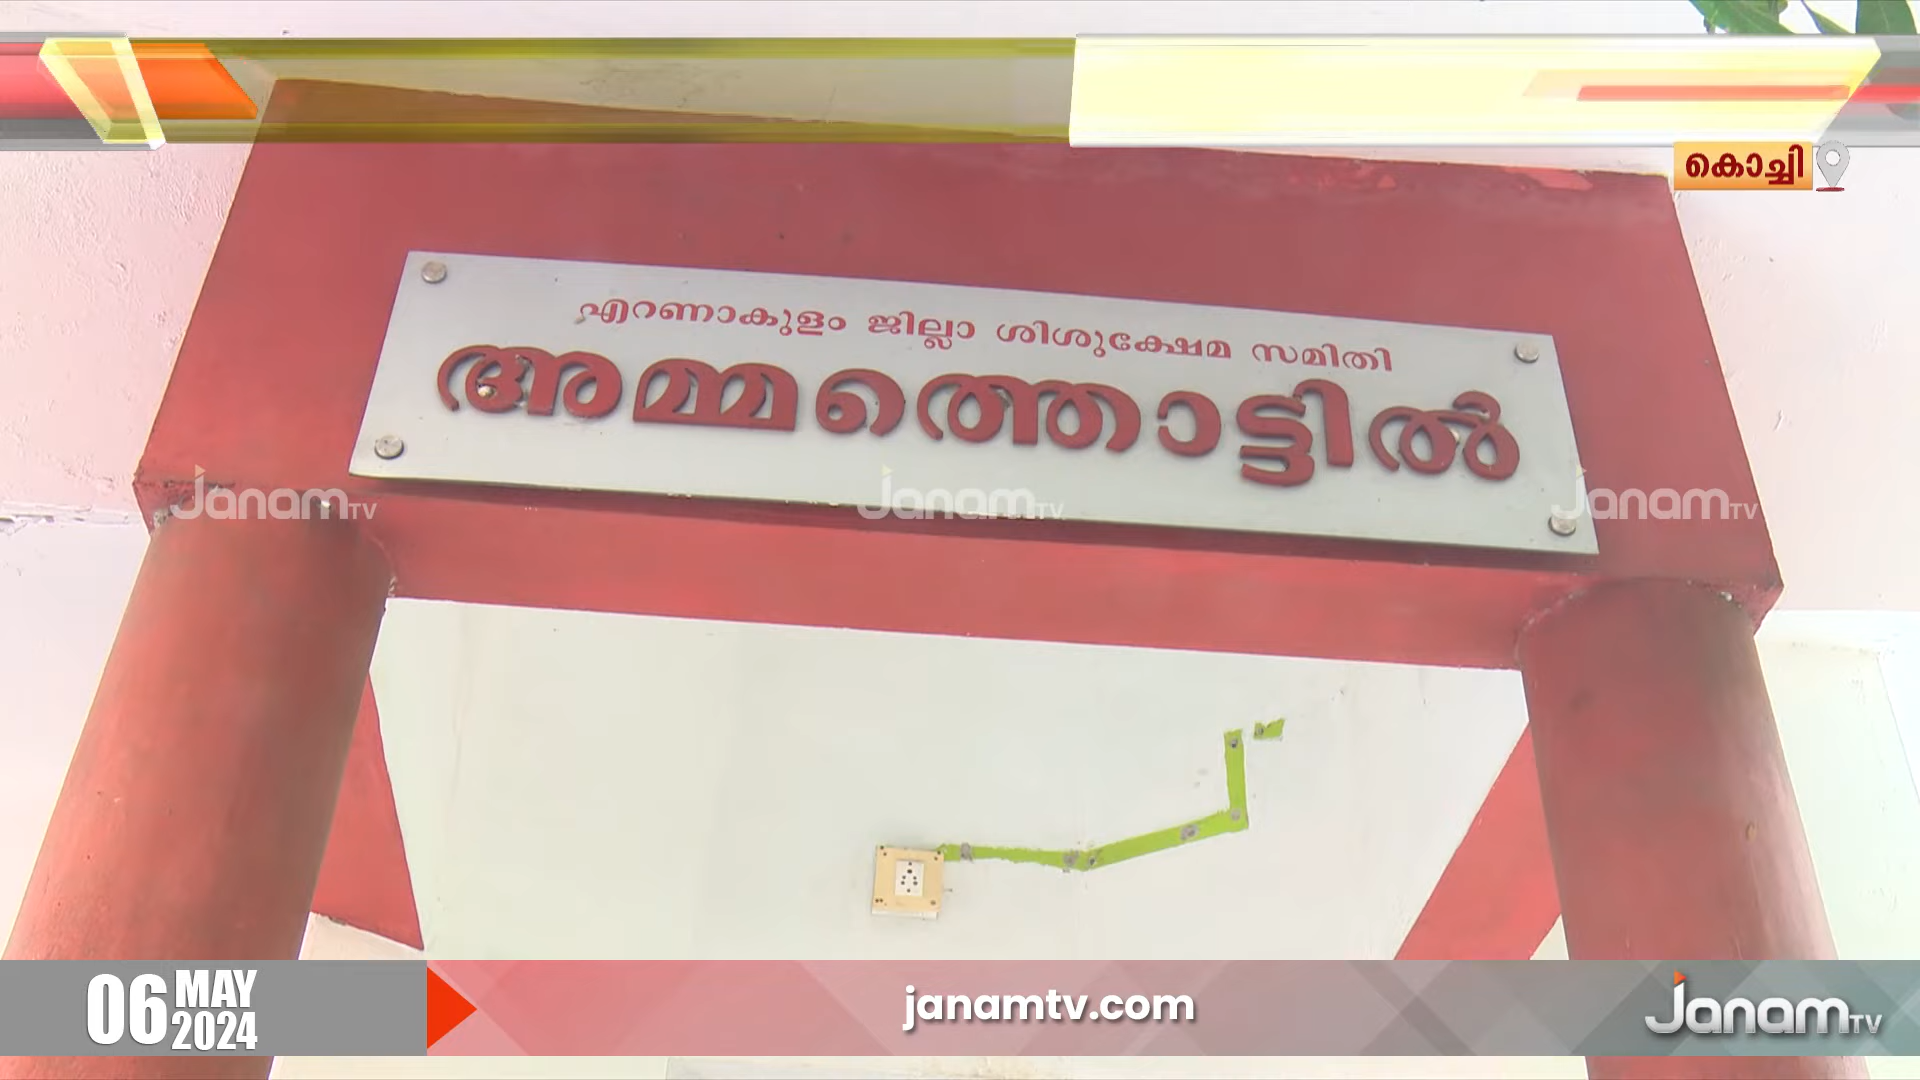 കൊച്ചി
എറണാകുളം ജില്ലാ ശിശുക്ഷേമ സമിതി
അമ്മത്തൊട്ടിൽ
Janam TV
Janam TV
Janam TV
06 MAY 2024
janamtv.com
Janam TV